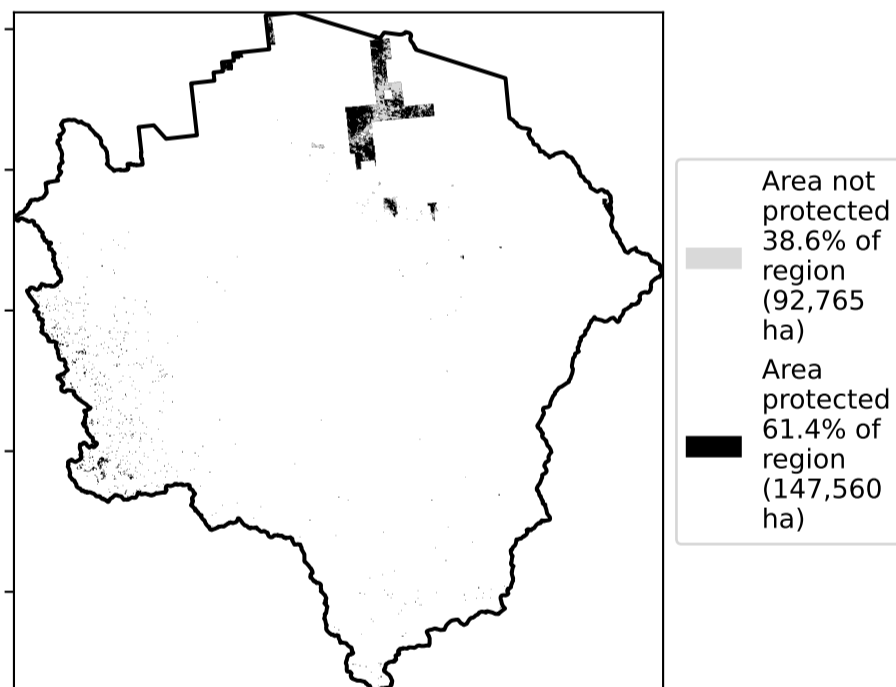 Area not
protected
38.6% of
region
(92,765
ha)
Area
protected
61.4% of
region
(147,560
ha)